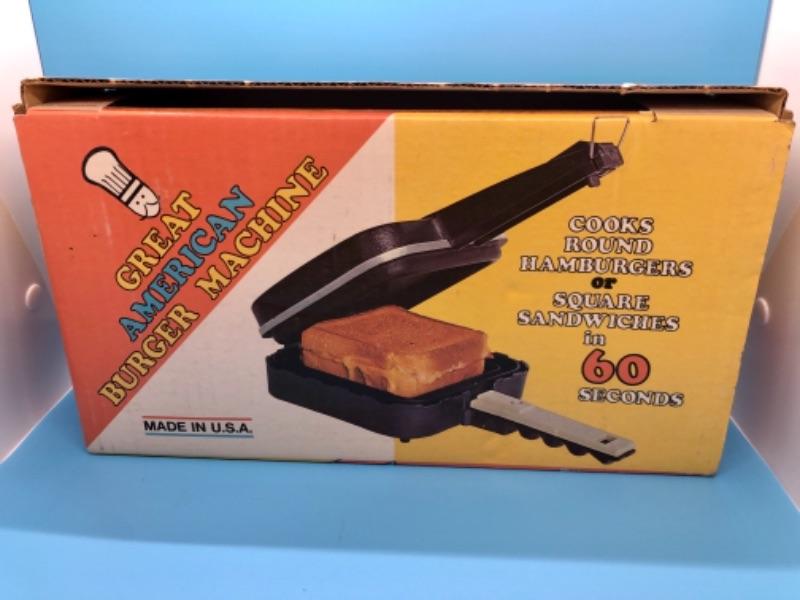 GREAT
AMERICAN
BURGER MACHINE
MADE IN U.S.A.
COOKS
ROUND
HAMBURGERS
or
SQUARE
SANDWICHES
in
60
SECONDS